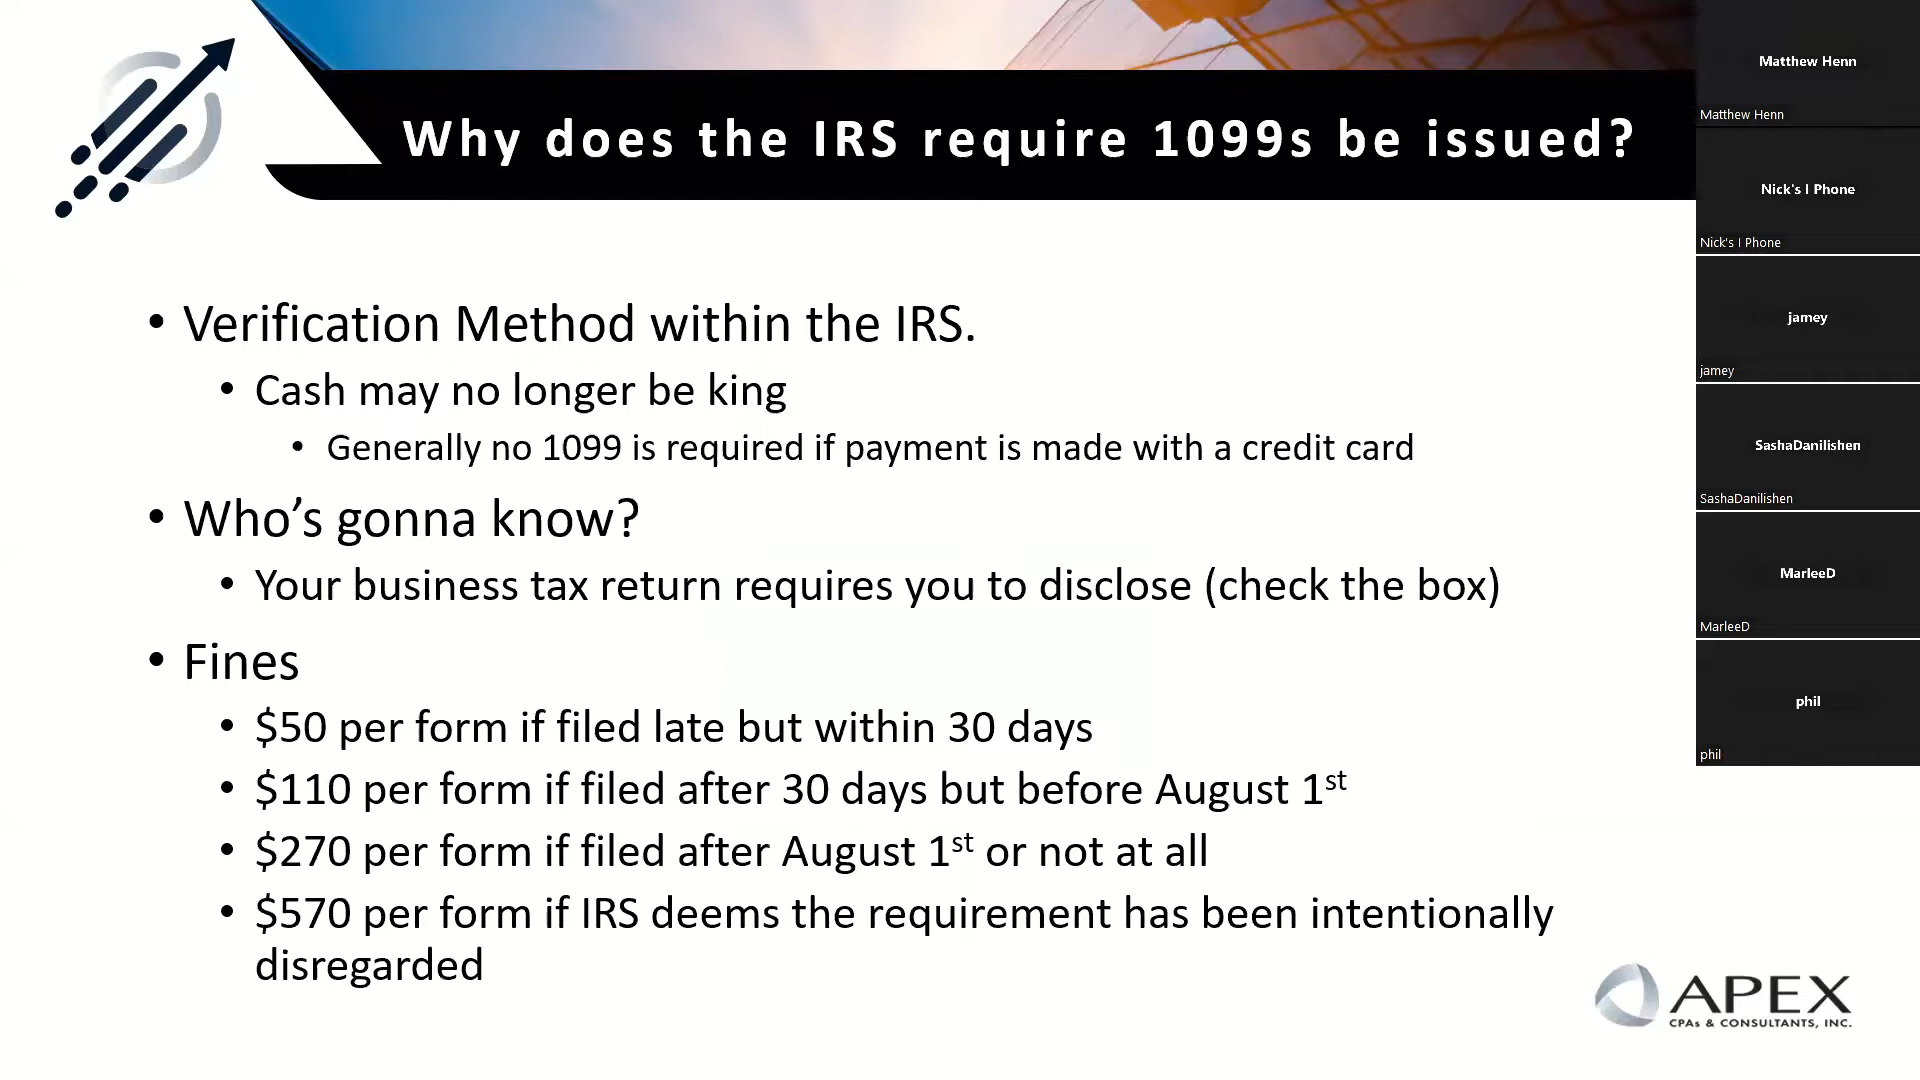 Why does the IRS require 1099s be issued?
• Verification Method within the IRS.
• Cash may no longer be king
• Generally no 1099 is required if payment is made with a credit card
• Who’s gonna know?
• Your business tax return requires you to disclose (check the box)
• Fines
• $50 per form if filed late but within 30 days
• $110 per form if filed after 30 days but before August 1st
• $270 per form if filed after August 1st or not at all
• $570 per form if IRS deems the requirement has been intentionally
disregarded
APEX
CPAs & CONSULTANTS, INC.
Matthew Henn
Matthew Henn
Nick's I Phone
Nick's I Phone
jamey
jamey
SashaDanilishen
SashaDanilishen
MarleeD
MarleeD
phil
phil